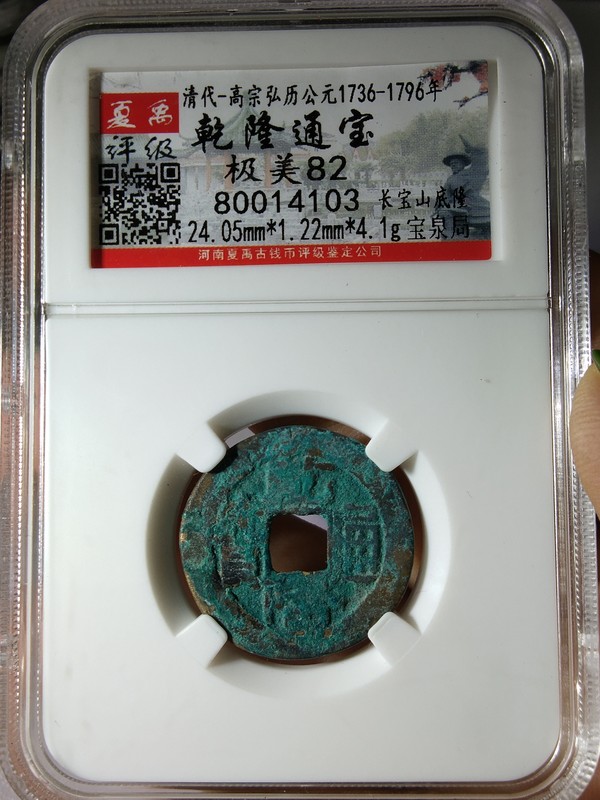 清代-高宗弘历公元1736-1796年
夏禹
评级
乾隆通宝
极美82
80014103 长宝山底隆
24.05mm*1.22mm*4.1g 宝泉局
河南夏禹古钱币评级鉴定公司